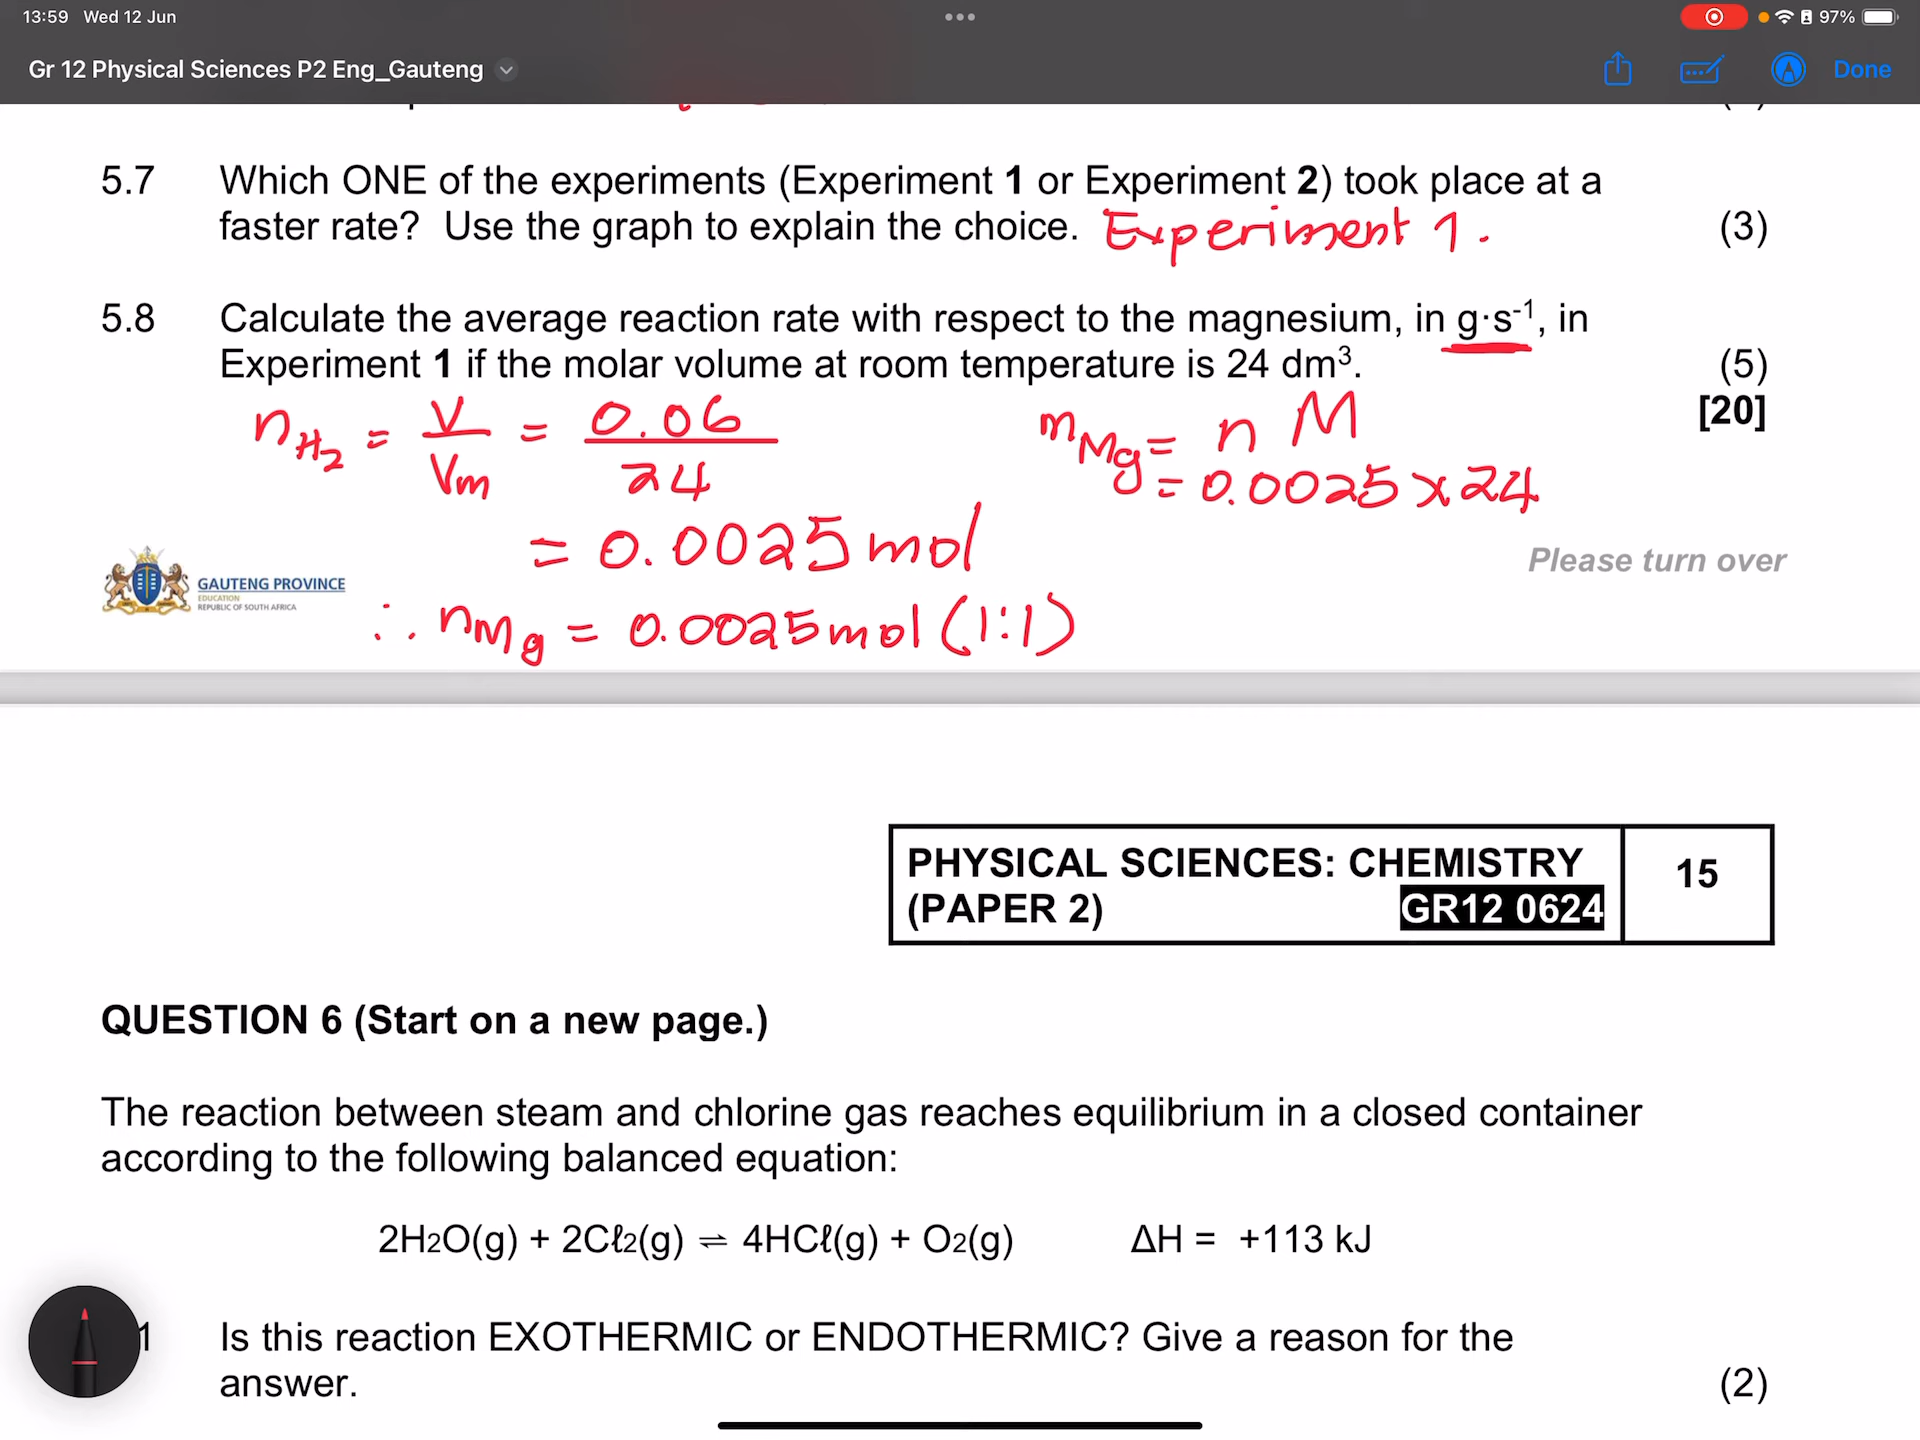 13:59 Wed 12 Jun
97%
Gr 12 Physical Sciences P2 Eng_Gauteng
Done
5.7 Which ONE of the experiments (Experiment 1 or Experiment 2) took place at a
faster rate? Use the graph to explain the choice. Experiment 1. (3)
5.8 Calculate the average reaction rate with respect to the magnesium, in g·s⁻¹, in
Experiment 1 if the molar volume at room temperature is 24 dm³. (5)
[20]
nH₂ = V/Vm = 0.06/24
= 0.0025 mol
∴ nMg = 0.0025 mol (1:1)
mMg = n M
= 0.0025 x 24
GAUTENG PROVINCE
EDUCATION
REPUBLIC OF SOUTH AFRICA
Please turn over
PHYSICAL SCIENCES: CHEMISTRY
(PAPER 2) GR12 0624
15
QUESTION 6 (Start on a new page.)
The reaction between steam and chlorine gas reaches equilibrium in a closed container
according to the following balanced equation:
2H2O(g) + 2Cℓ2(g) ⇌ 4HCℓ(g) + O2(g) ΔH = +113 kJ
1 Is this reaction EXOTHERMIC or ENDOTHERMIC? Give a reason for the
answer. (2)